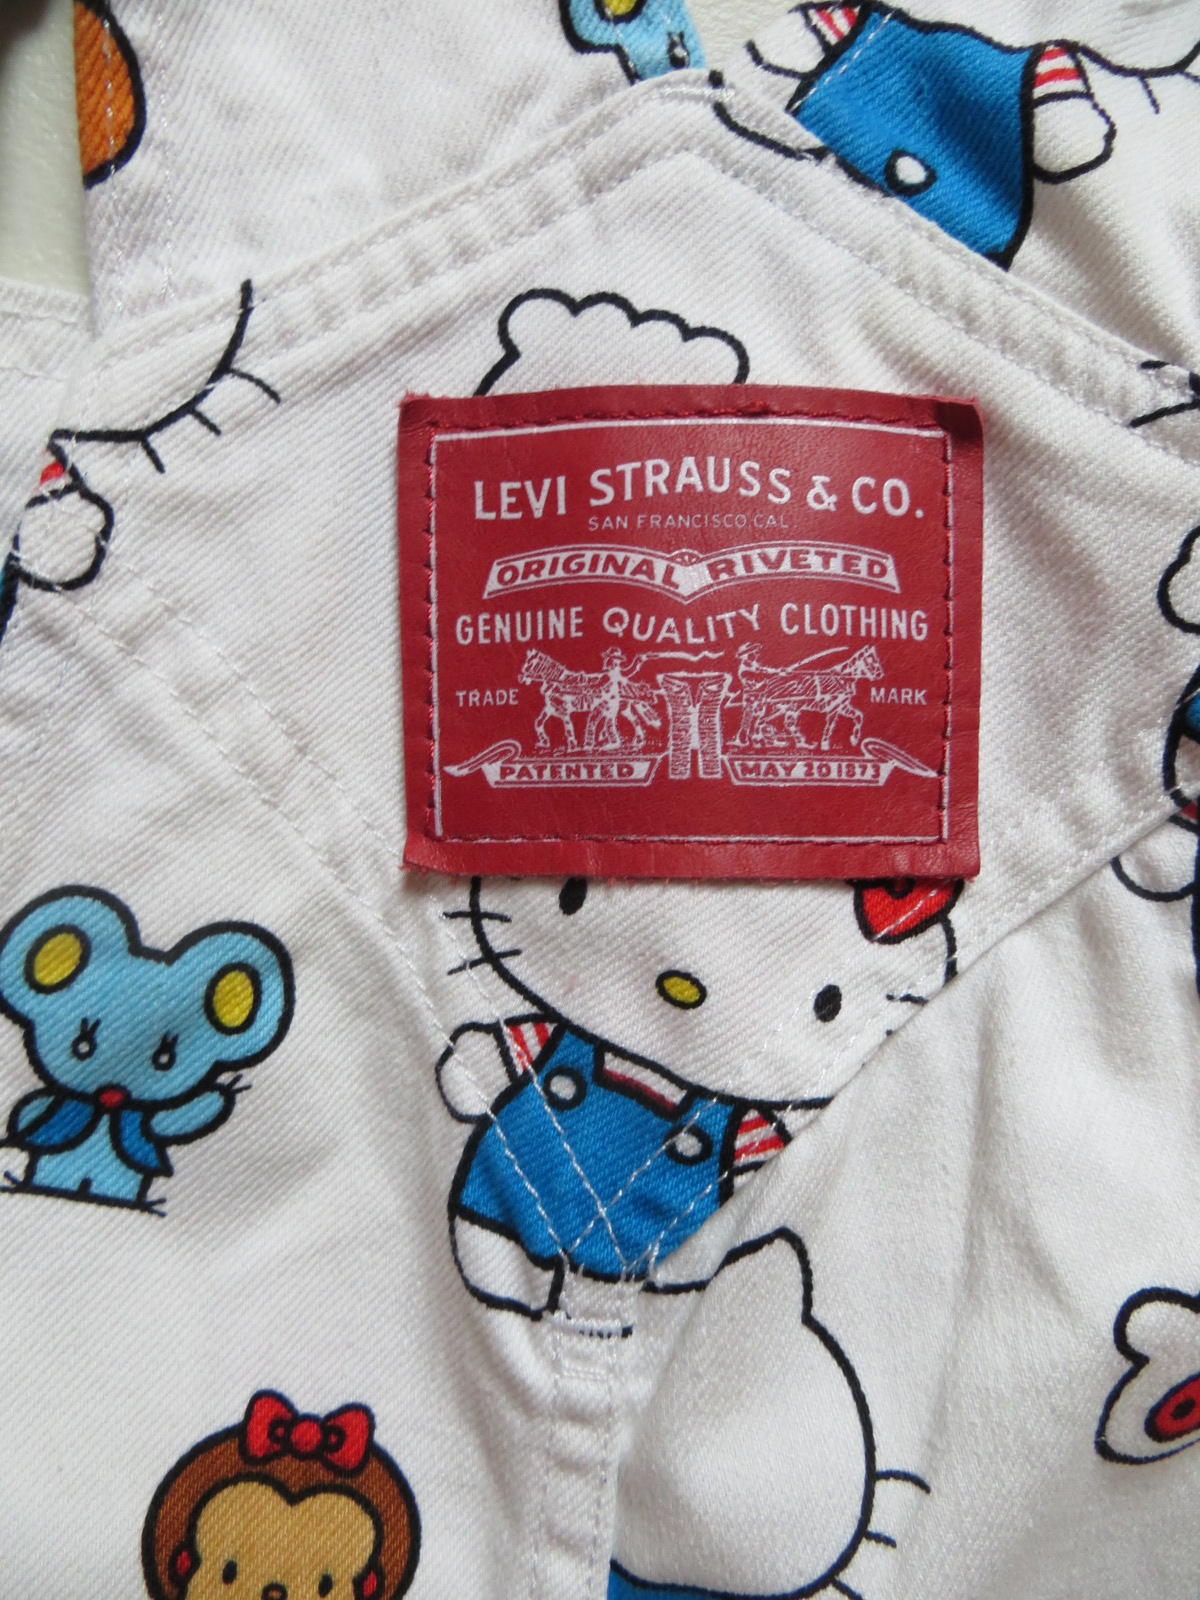 LEVI STRAUSS & CO.
SAN FRANCISCO, CAL.
ORIGINAL RIVETED
GENUINE QUALITY CLOTHING
TRADE MARK
PATENTED MAY 20 1873